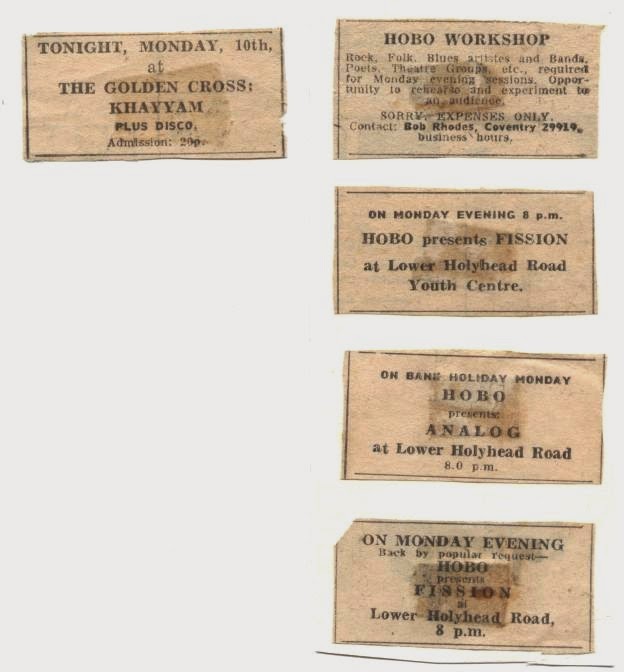 TONIGHT, MONDAY, 10th,
at
THE GOLDEN CROSS:
KHAYYAM
PLUS DISCO.
Admission: 20p.
HOBO WORKSHOP
Rock, Folk, Blues artistes and Bands,
Poets, Theatre Groups, etc., required
for Monday evening sessions. Oppor-
tunity to rehearse and experiment to
an audience.
SORRY, EXPENSES ONLY.
Contact: Bob Rhodes, Coventry 29919,
business hours.
ON MONDAY EVENING 8 p.m.
HOBO presents FISSION
at Lower Holyhead Road
Youth Centre.
ON BANK HOLIDAY MONDAY
HOBO
presents:
ANALOG
at Lower Holyhead Road
8.0 p.m.
ON MONDAY EVENING
Back by popular request—
HOBO
presents
FISSION
at
Lower Holyhead Road,
8 p.m.